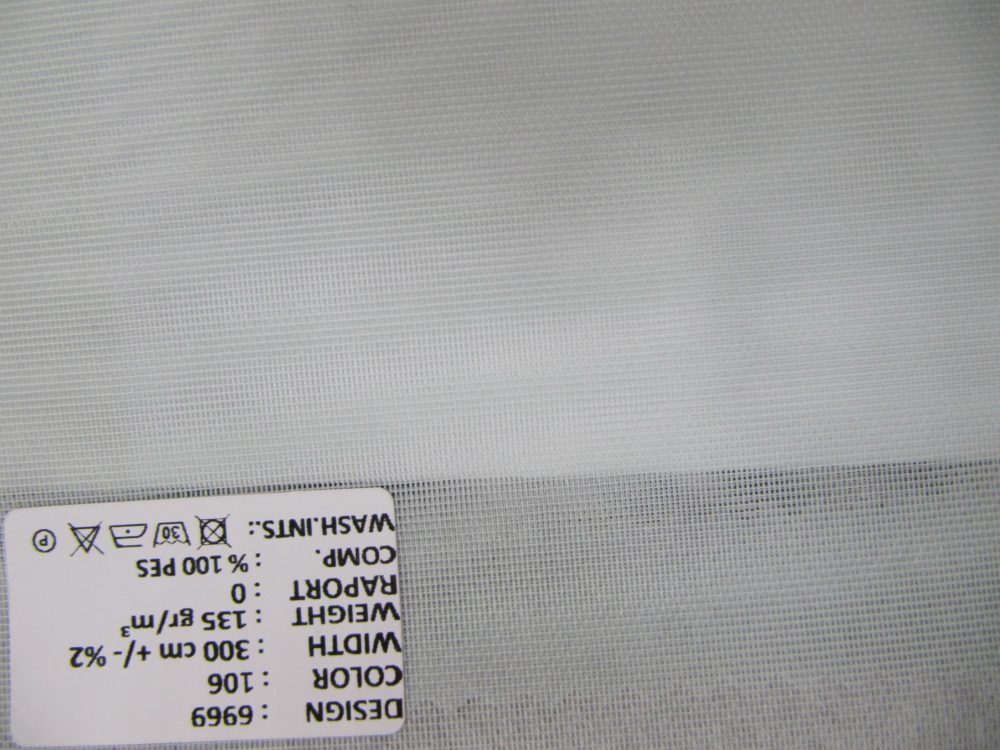 DESIGN : 6969
COLOR : 106
WIDTH : 300 cm +/- %2
WEIGHT : 135 gr/m³
RAPORT : 0
COMP. : % 100 PES
WASH.INTS.: 30 P